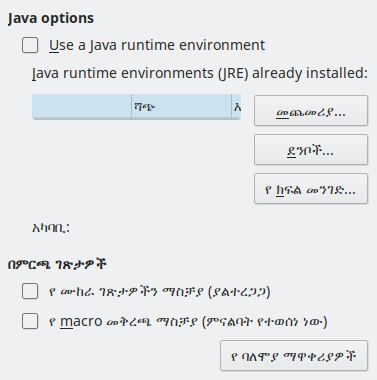 Java options
Use a Java runtime environment
Java runtime environments (JRE) already installed:
ሻጭ
መጨመሪያ...
ደንቦች...
የ ክፍል መንገድ...
አካባቢ:
በምርጫ ገጽታዎች
የ ሙከራ ገጽታዎችን ማስቻያ (ያልተረጋጋ)
የ macro መቅረጫ ማስቻያ (ምናልባት የተወሰነ ነው)
የ ባለሞያ ማዋቀሪያዎች